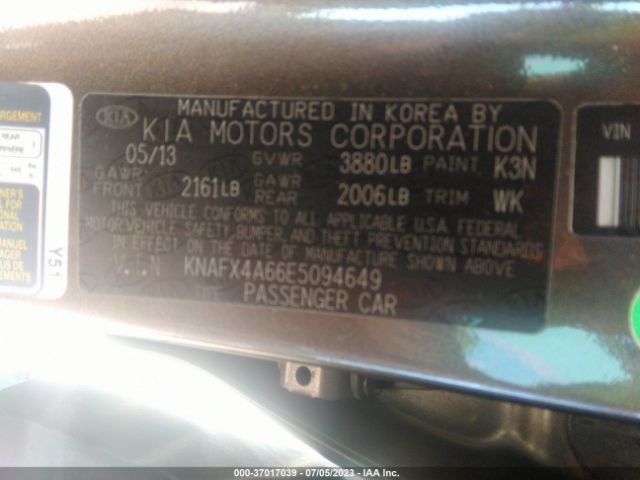 MANUFACTURED IN KOREA BY
KIA
KIA MOTORS CORPORATION
05/13 GVWR 3880LB PAINT K3N
GAWR FRONT 2161LB GAWR REAR 2006LB TRIM WK
THIS VEHICLE CONFORMS TO ALL APPLICABLE U.S.A. FEDERAL
MOTOR VEHICLE SAFETY, BUMPER, AND THEFT PREVENTION STANDARDS
IN EFFECT ON THE DATE OF MANUFACTURE SHOWN ABOVE
V.I.N KNAFX4A66E5094649
TYPE PASSENGER CAR
REAR
MANUEL
Y51
VIN
000-37017039 / 07/05/2023 / IAA Inc.